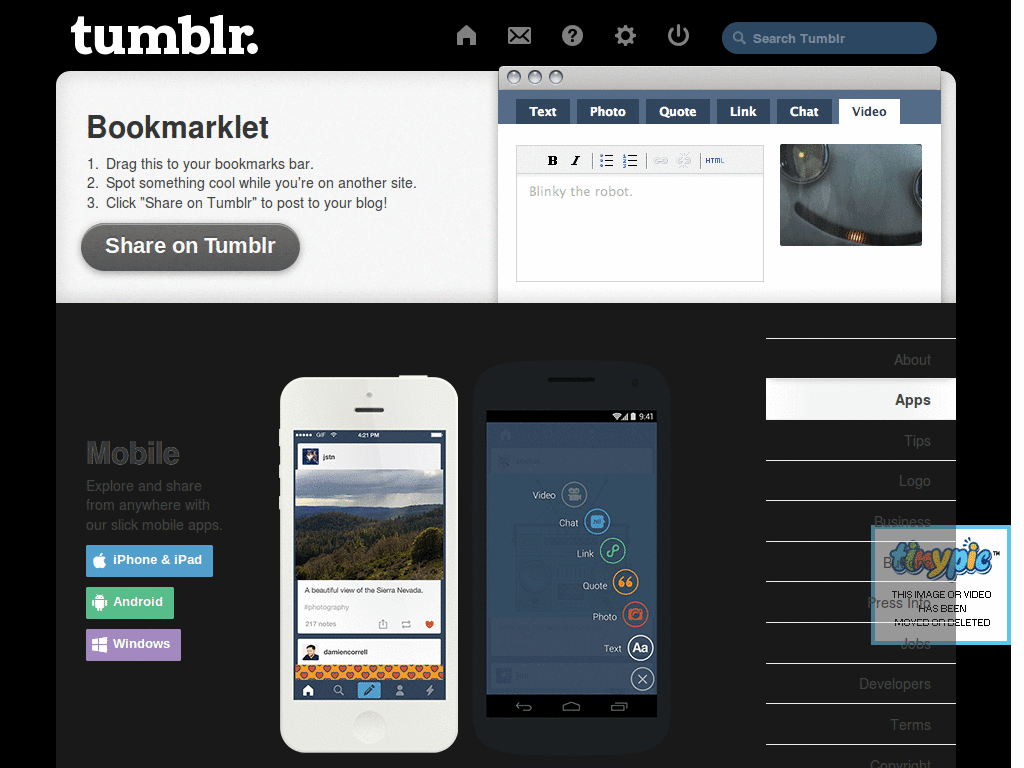 tumblr.
Search Tumblr
Bookmarklet
1. Drag this to your bookmarks bar.
2. Spot something cool while you're on another site.
3. Click "Share on Tumblr" to post to your blog!
Share on Tumblr
Text Photo Quote Link Chat Video
B I HTML
Blinky the robot.
Mobile
Explore and share
from anywhere with
our slick mobile apps.
iPhone & iPad
Android
Windows
GIF 4:21 PM
jstn
A beautiful view of the Sierra Nevada.
#photography
217 notes
damiencorrell
9:41
Video
Chat
Link
Quote
Photo
Text Aa
About
Apps
Tips
Logo
Business
tinypic™
THIS IMAGE OR VIDEO
HAS BEEN
MOVED OR DELETED
Press Info
Jobs
Developers
Terms
Copyright